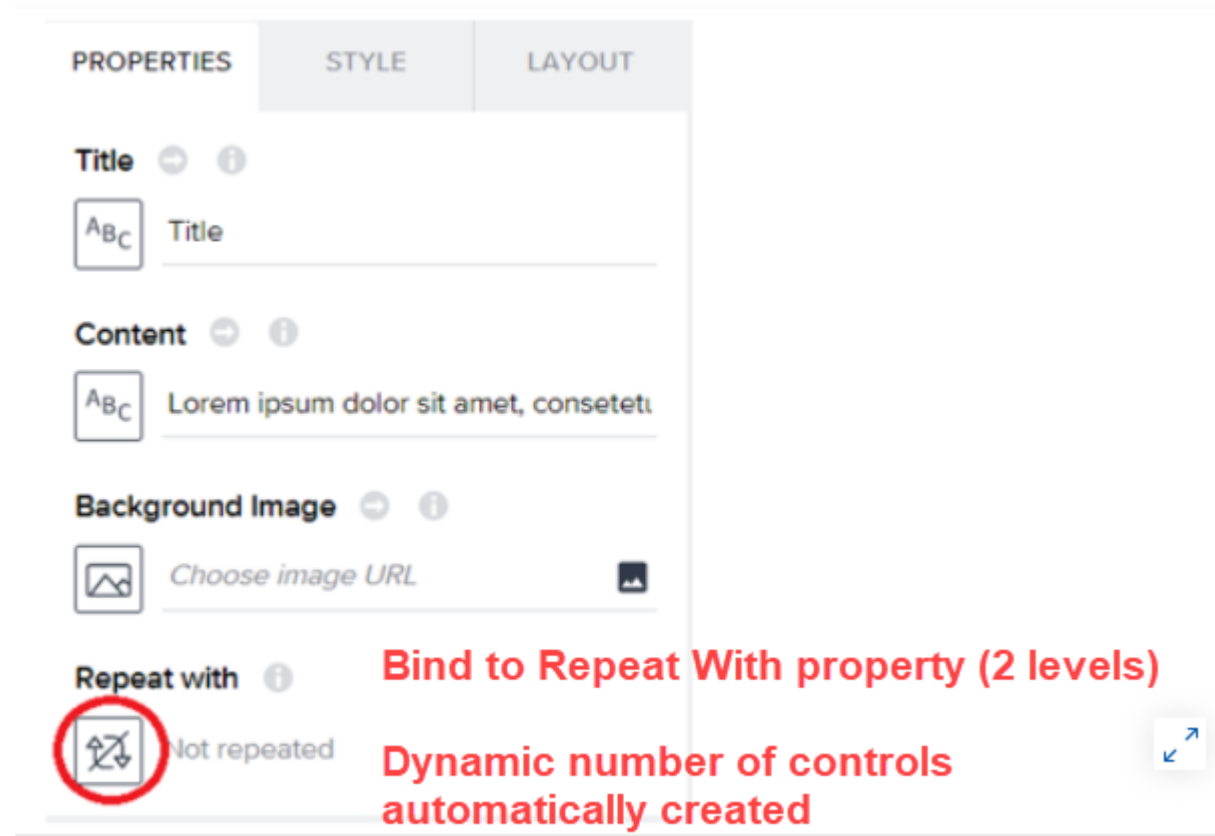 PROPERTIES STYLE LAYOUT
Title
ABC Title
Content
ABC Lorem ipsum dolor sit amet, consetetu
Background Image
Choose image URL
Repeat with
Bind to Repeat With property (2 levels)
Not repeated
Dynamic number of controls
automatically created